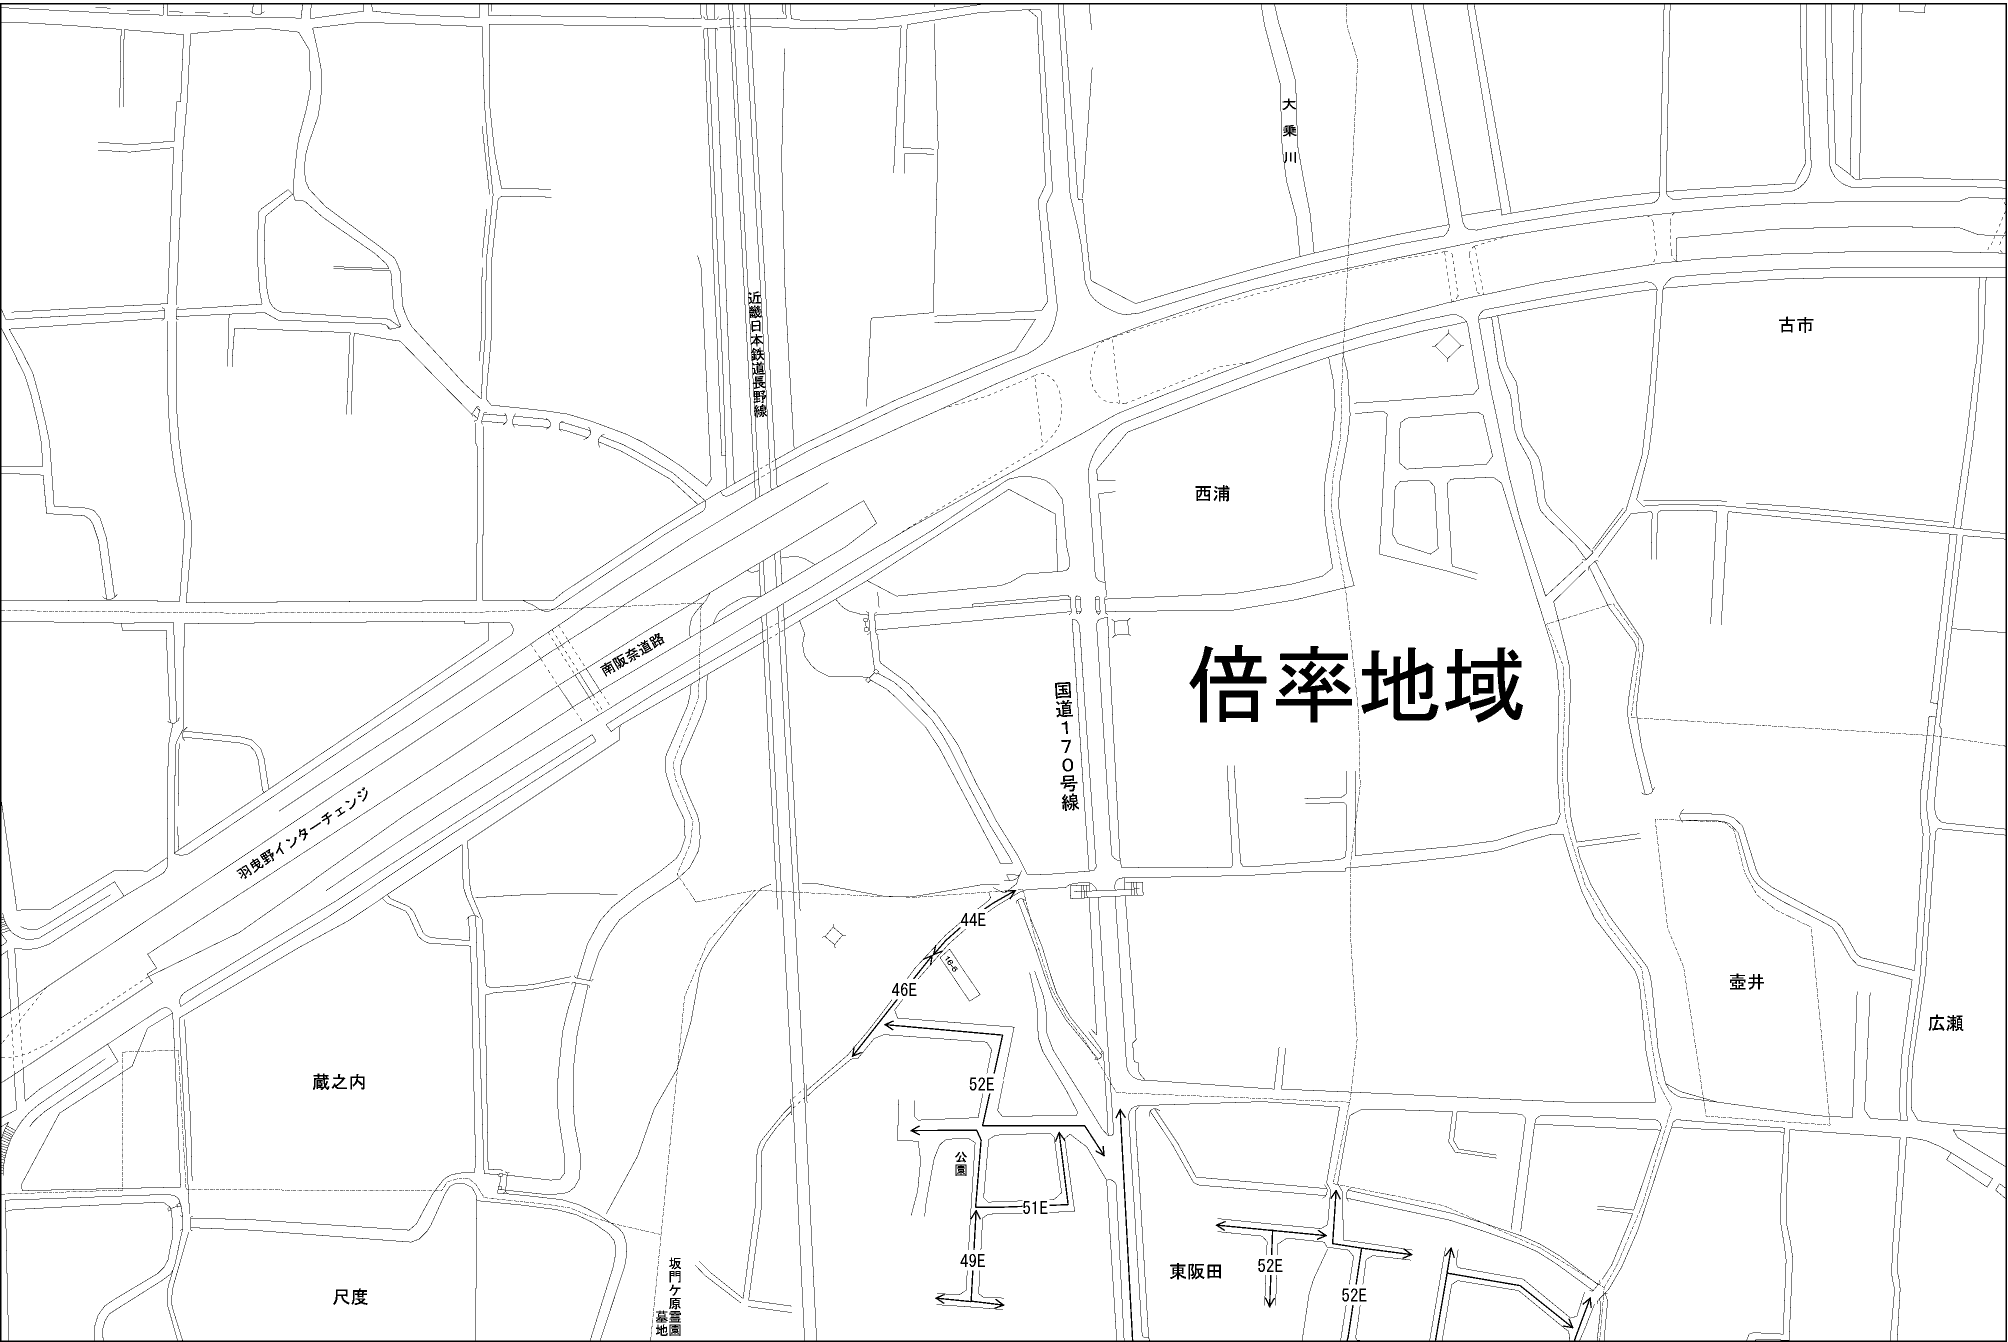 大乗川
近畿日本鉄道長野線
古市
西浦
南阪奈道路
倍率地域
国道170号線
羽曳野インターチェンジ
44E
16-8
46E
壺井
広瀬
蔵之内
52E
公園
51E
49E
東阪田
52E
52E
尺度
坂門ケ原霊園
墓地